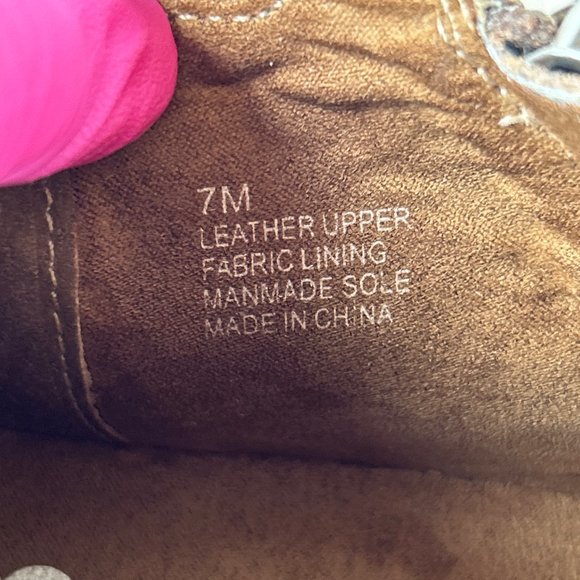 7M
LEATHER UPPER
FABRIC LINING
MANMADE SOLE
MADE IN CHINA